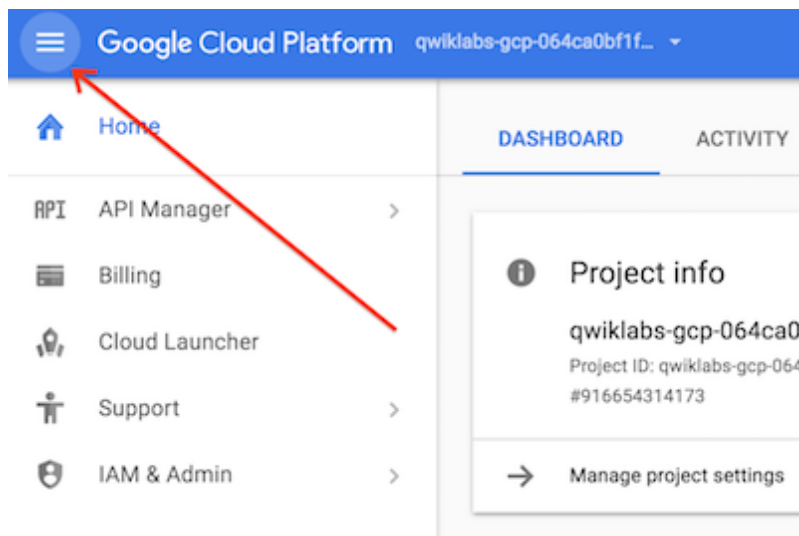 Google Cloud Platform qwiklabs-gcp-064ca0bf1f...
Home
DASHBOARD ACTIVITY
API API Manager
Billing
Cloud Launcher
Support
IAM & Admin
Project info
qwiklabs-gcp-064ca0
Project ID: qwiklabs-gcp-064
#916654314173
Manage project settings